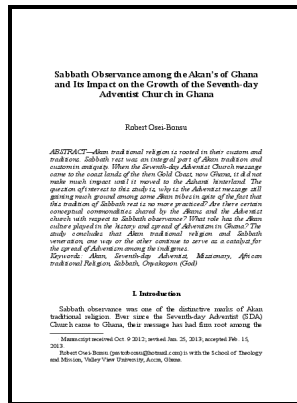 Sabbath Observance among the Akan's of Ghana
and Its Impact on the Growth of the Seventh-day
Adventist Church in Ghana
Robert Osei-Bonsu
ABSTRACT—Akan traditional religion is rooted in their custom and
traditions. Sabbath rest was an integral part of Akan tradition and
custom in antiquity. When the Seventh-day Adventist Church message
came to the coast lands of the then Gold Coast, now Ghana, it did not
make much impact until it moved to the Ashanti hinterland. The
question of interest to this study is, why is the Adventist message still
gaining much ground among some Akan tribes in spite of the fact that
this tradition of Sabbath rest is no more practiced? Are there certain
conceptual commonalities shared by the Akans and the Adventist
church with respect to Sabbath observance? What role has the Akan
culture played in the history and spread of Adventism in Ghana? The
study concludes that Akan traditional religion and Sabbath
veneration one way or the other continue to serve as a catalyst for
the spread of Adventism among the indigenes.
Keywords: Akan, Seventh-day Adventist, Missionary, African
traditional Religion, Sabbath, Onyakopon (God)
I. Introduction
Sabbath observance was one of the distinctive marks of Akan
traditional religion. Ever since the Seventh-day Adventist (SDA)
Church came to Ghana, their message has had firm root among the
Manuscript received Oct. 9 2012; revised Jan. 25, 2013; accepted Feb. 15,
2013.
Robert Osei-Bonsu (pastorbonsu@hotmail.com) is with the School of Theology
and Mission, Valley View University, Accra, Ghana.